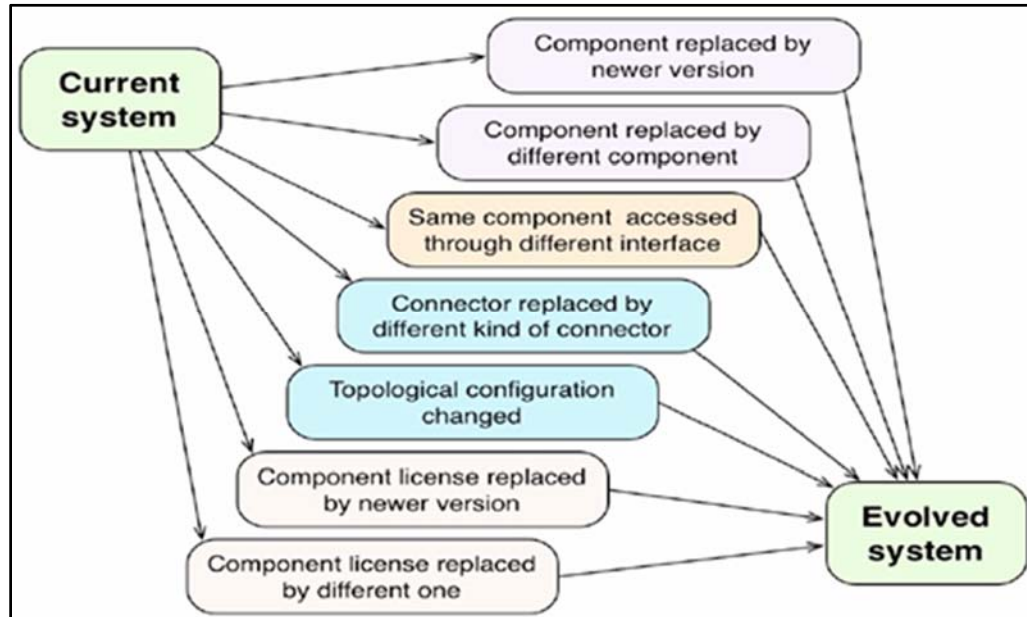 Current
system
Component replaced by
newer version
Component replaced by
different component
Same component accessed
through different interface
Connector replaced by
different kind of connector
Topological configuration
changed
Component license replaced
by newer version
Component license replaced
by different one
Evolved
system